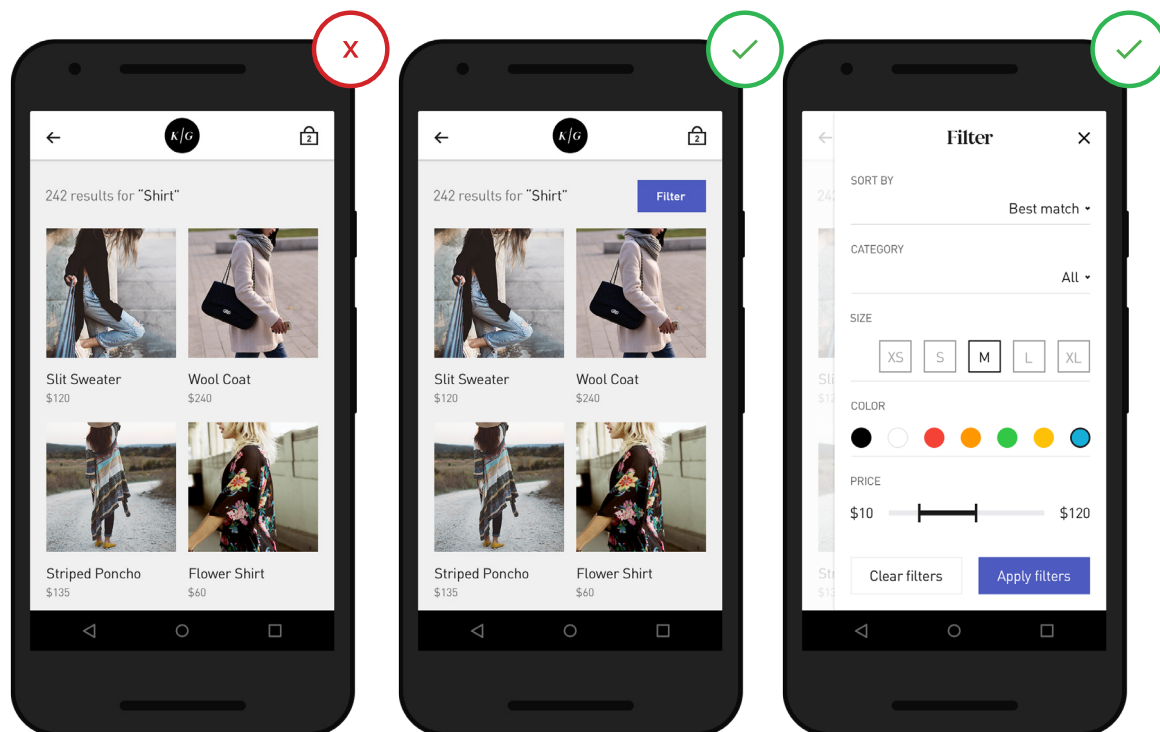 X
K/G
2
242 results for "Shirt"
Slit Sweater
Wool Coat
$120
$240
Striped Poncho
Flower Shirt
$135
$60
K/G
2
242 results for "Shirt"
Filter
Slit Sweater
Wool Coat
$120
$240
Striped Poncho
Flower Shirt
$135
$60
Filter
SORT BY
Best match
CATEGORY
All
SIZE
XS S M L XL
COLOR
PRICE
$10
$120
Clear filters
Apply filters